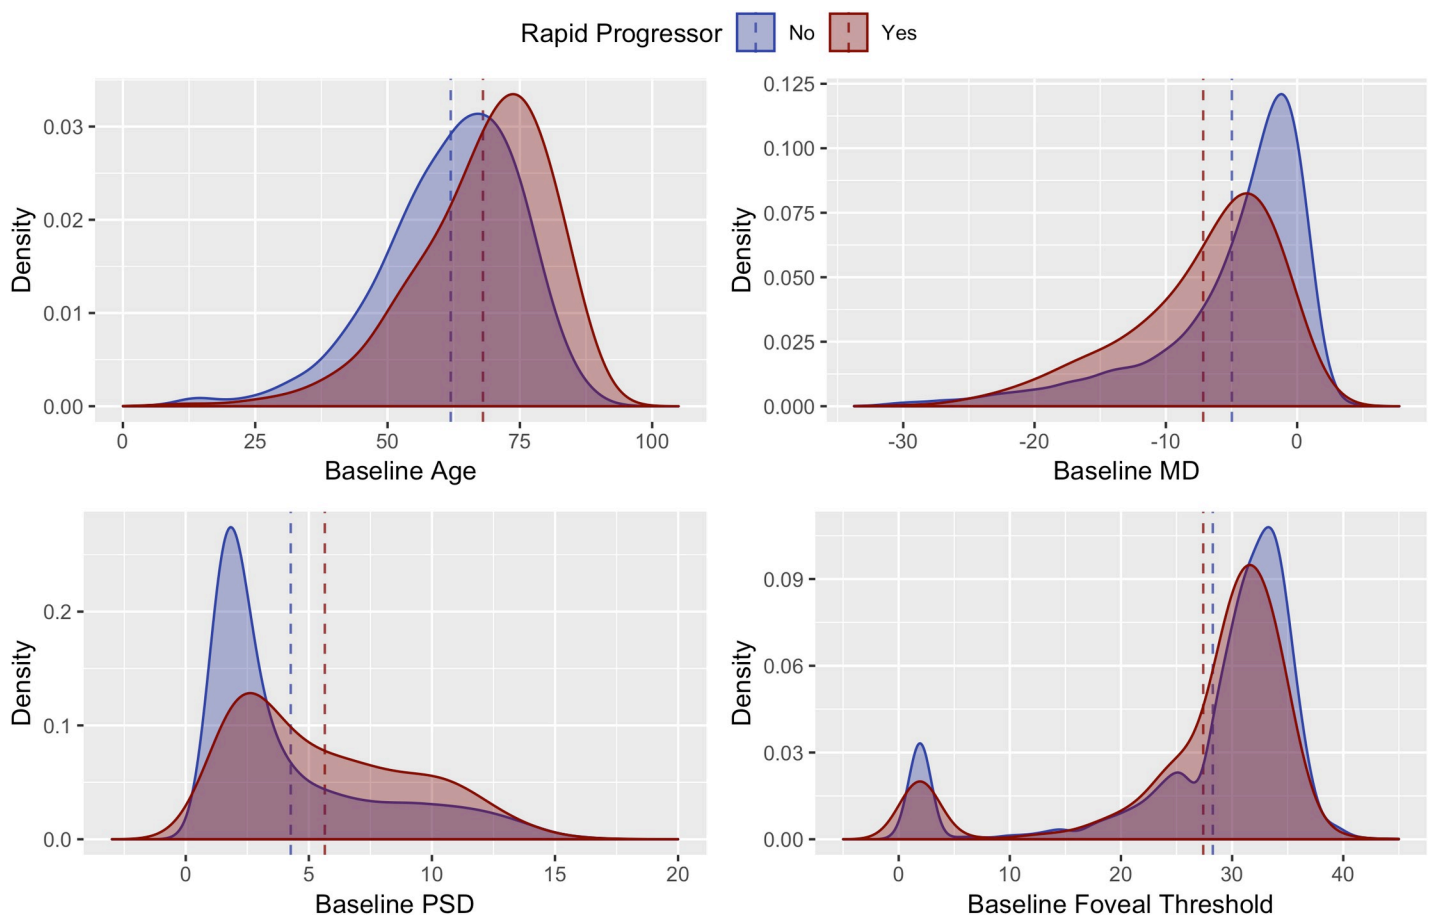 Rapid Progressor No Yes
Density
0.03
0.02
0.01
0.00
0 25 50 75 100
Baseline Age
Density
0.125
0.100
0.075
0.050
0.025
0.000
-30 -20 -10 0
Baseline MD
Density
0.2
0.1
0.0
0 5 10 15 20
Baseline PSD
Density
0.09
0.06
0.03
0.00
0 10 20 30 40
Baseline Foveal Threshold